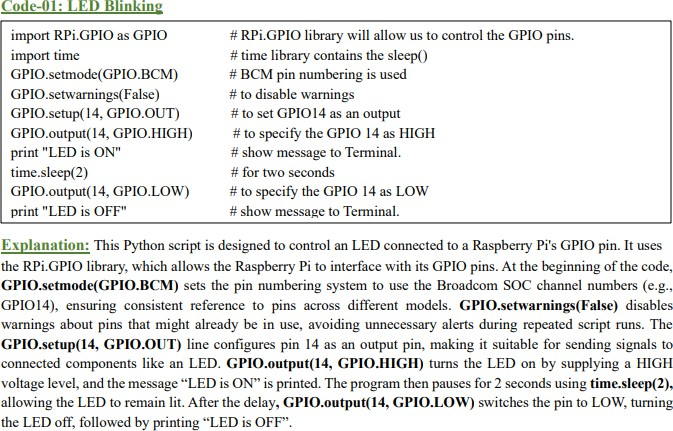 Code-01: LED Blinking
import RPi.GPIO as GPIO # RPi.GPIO library will allow us to control the GPIO pins.
import time # time library contains the sleep()
GPIO.setmode(GPIO.BCM) # BCM pin numbering is used
GPIO.setwarnings(False) # to disable warnings
GPIO.setup(14, GPIO.OUT) # to set GPIO14 as an output
GPIO.output(14, GPIO.HIGH) # to specify the GPIO 14 as HIGH
print "LED is ON" # show message to Terminal.
time.sleep(2) # for two seconds
GPIO.output(14, GPIO.LOW) # to specify the GPIO 14 as LOW
print "LED is OFF" # show message to Terminal.
Explanation: This Python script is designed to control an LED connected to a Raspberry Pi's GPIO pin. It uses
the RPi.GPIO library, which allows the Raspberry Pi to interface with its GPIO pins. At the beginning of the code,
GPIO.setmode(GPIO.BCM) sets the pin numbering system to use the Broadcom SOC channel numbers (e.g.,
GPIO14), ensuring consistent reference to pins across different models. GPIO.setwarnings(False) disables
warnings about pins that might already be in use, avoiding unnecessary alerts during repeated script runs. The
GPIO.setup(14, GPIO.OUT) line configures pin 14 as an output pin, making it suitable for sending signals to
connected components like an LED. GPIO.output(14, GPIO.HIGH) turns the LED on by supplying a HIGH
voltage level, and the message “LED is ON” is printed. The program then pauses for 2 seconds using time.sleep(2),
allowing the LED to remain lit. After the delay, GPIO.output(14, GPIO.LOW) switches the pin to LOW, turning
the LED off, followed by printing “LED is OFF”.